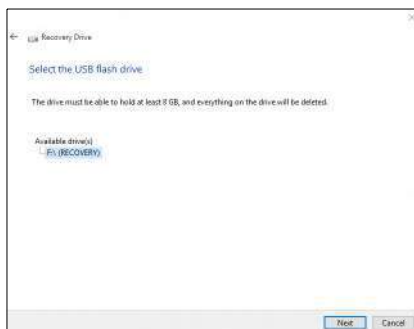 Recovery Drive
Select the USB flash drive
The drive must be able to hold at least 8 GB, and everything on the drive will be deleted.
Available drive(s)
F:\ (RECOVERY)
Next Cancel